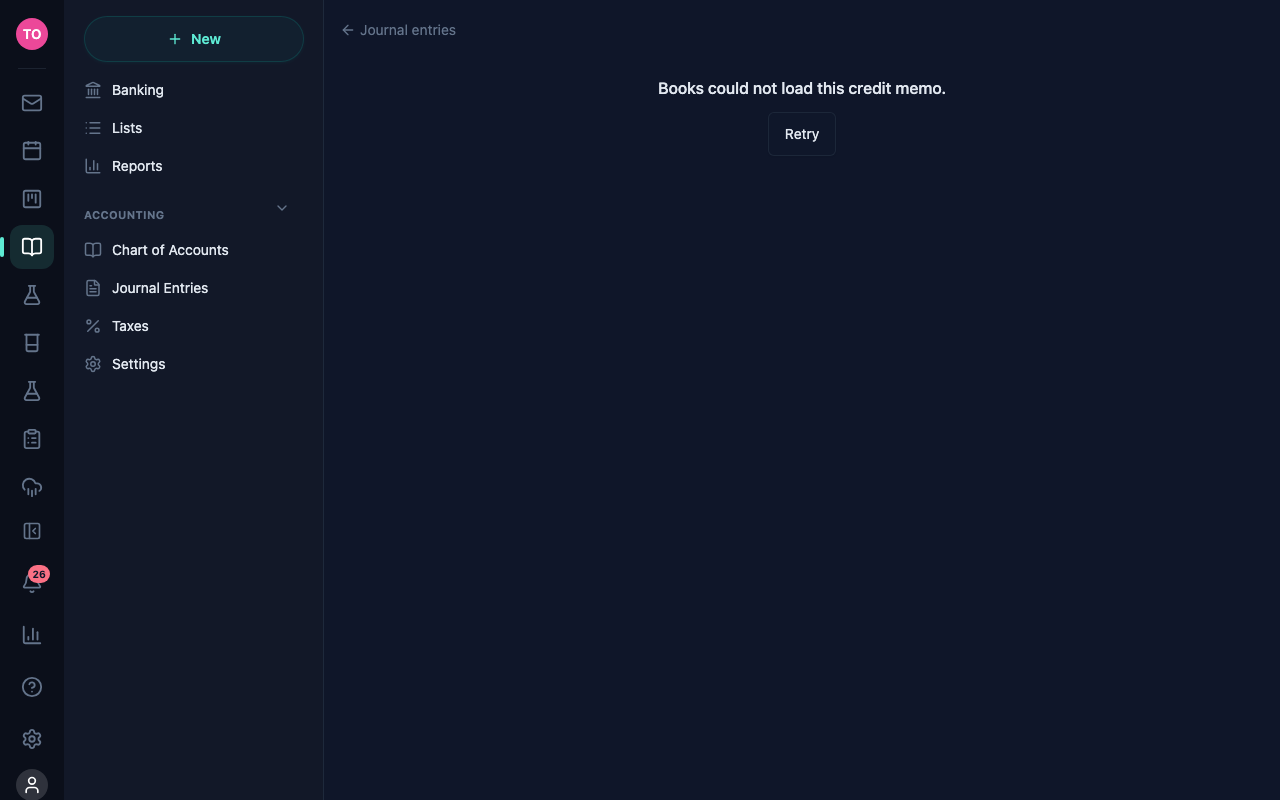 TO
New
Banking
Lists
Reports
ACCOUNTING
Chart of Accounts
Journal Entries
Taxes
Settings
26
Journal entries
Books could not load this credit memo.
Retry